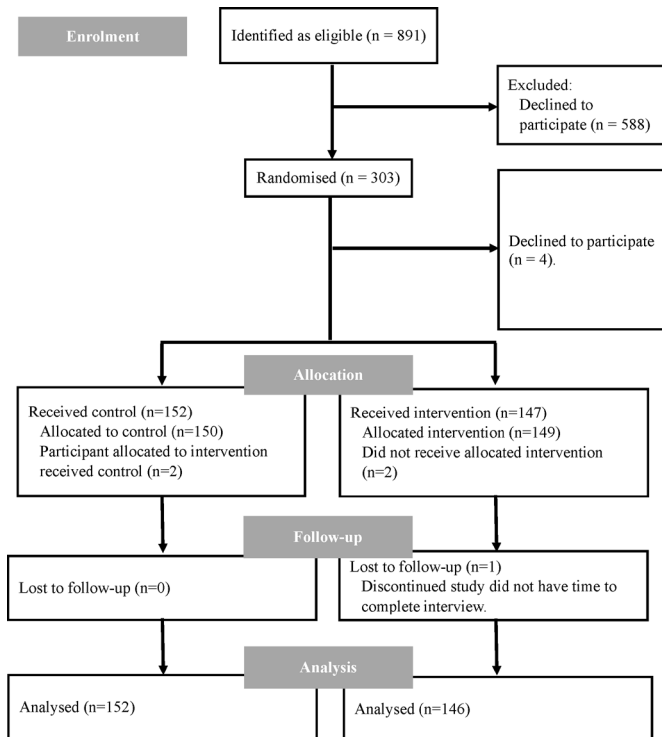 Enrolment
Identified as eligible (n = 891)
Excluded:
Declined to
participate (n = 588)
Randomised (n = 303)
Declined to participate
(n = 4).
Allocation
Received control (n=152)
Allocated to control (n=150)
Participant allocated to intervention
received control (n=2)
Received intervention (n=147)
Allocated intervention (n=149)
Did not receive allocated intervention
(n=2)
Follow-up
Lost to follow-up (n=0)
Lost to follow-up (n=1)
Discontinued study did not have time to
complete interview.
Analysis
Analysed (n=152)
Analysed (n=146)